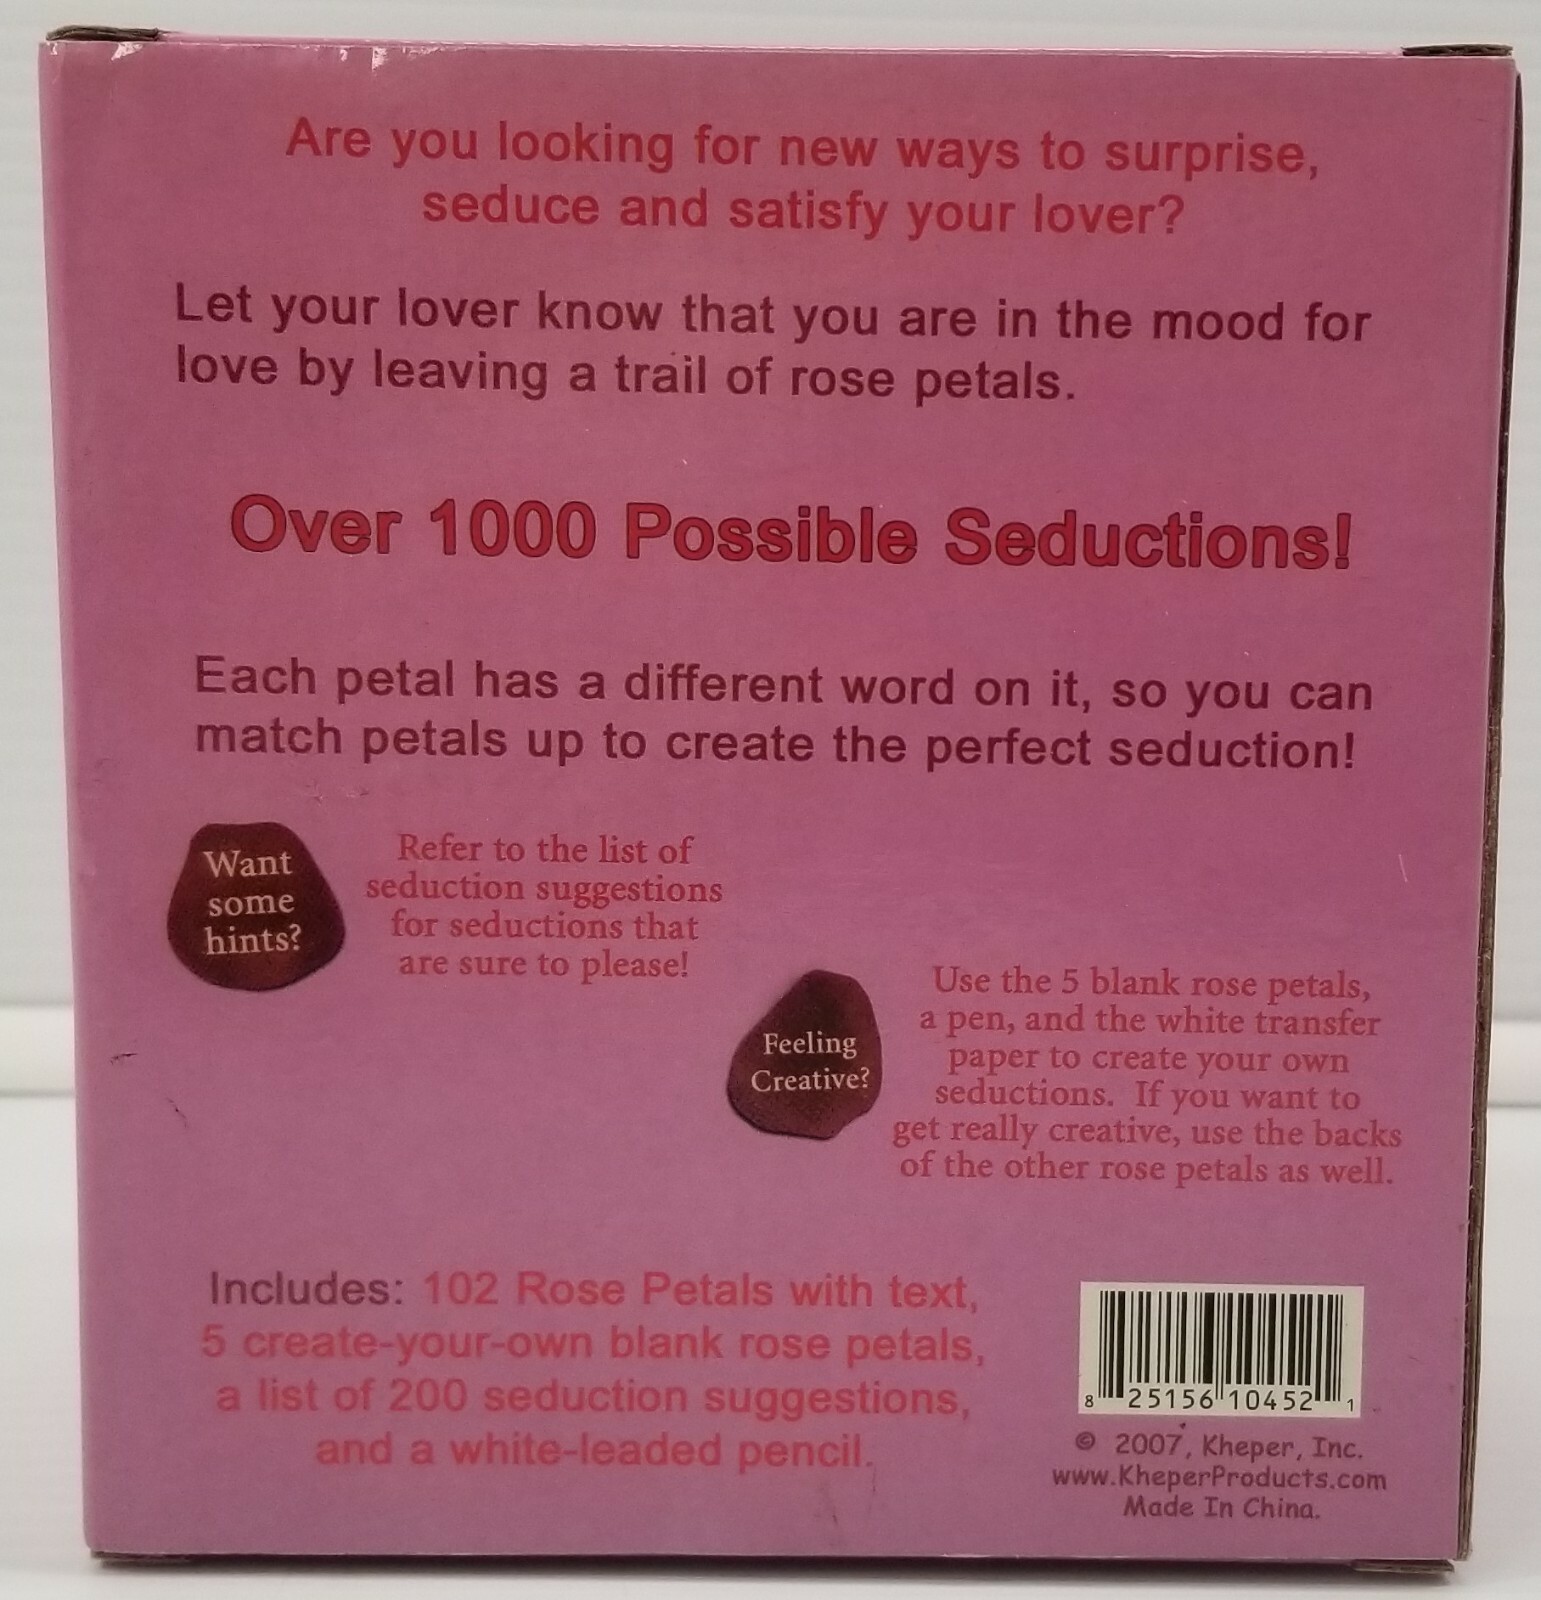 Are you looking for new ways to surprise,
seduce and satisfy your lover?
Let your lover know that you are in the mood for
love by leaving a trail of rose petals.
Over 1000 Possible Seductions!
Each petal has a different word on it, so you can
match petals up to create the perfect seduction!
Want
some
hints?
Refer to the list of
seduction suggestions
for seductions that
are sure to please!
Feeling
Creative?
Use the 5 blank rose petals,
a pen, and the white transfer
paper to create your own
seductions. If you want to
get really creative, use the backs
of the other rose petals as well.
Includes: 102 Rose Petals with text,
5 create-your-own blank rose petals,
a list of 200 seduction suggestions,
and a white-leaded pencil.
8 25156 10452 1
© 2007, Kheper, Inc.
www.KheperProducts.com
Made In China.